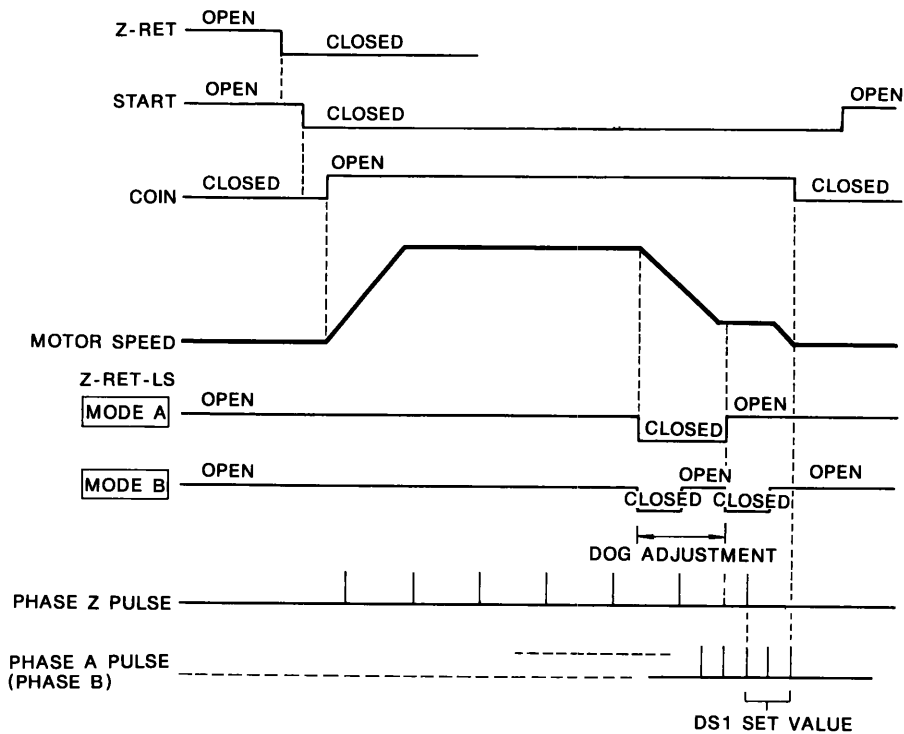 OPEN
Z-RET
CLOSED
OPEN
OPEN
START
CLOSED
OPEN
CLOSED
CLOSED
COIN
MOTOR SPEED
Z-RET-LS
OPEN
OPEN
MODE A
CLOSED
OPEN
OPEN
OPEN
MODE B
CLOSED
CLOSED
DOG ADJUSTMENT
PHASE Z PULSE
PHASE A PULSE
(PHASE B)
DS1 SET VALUE